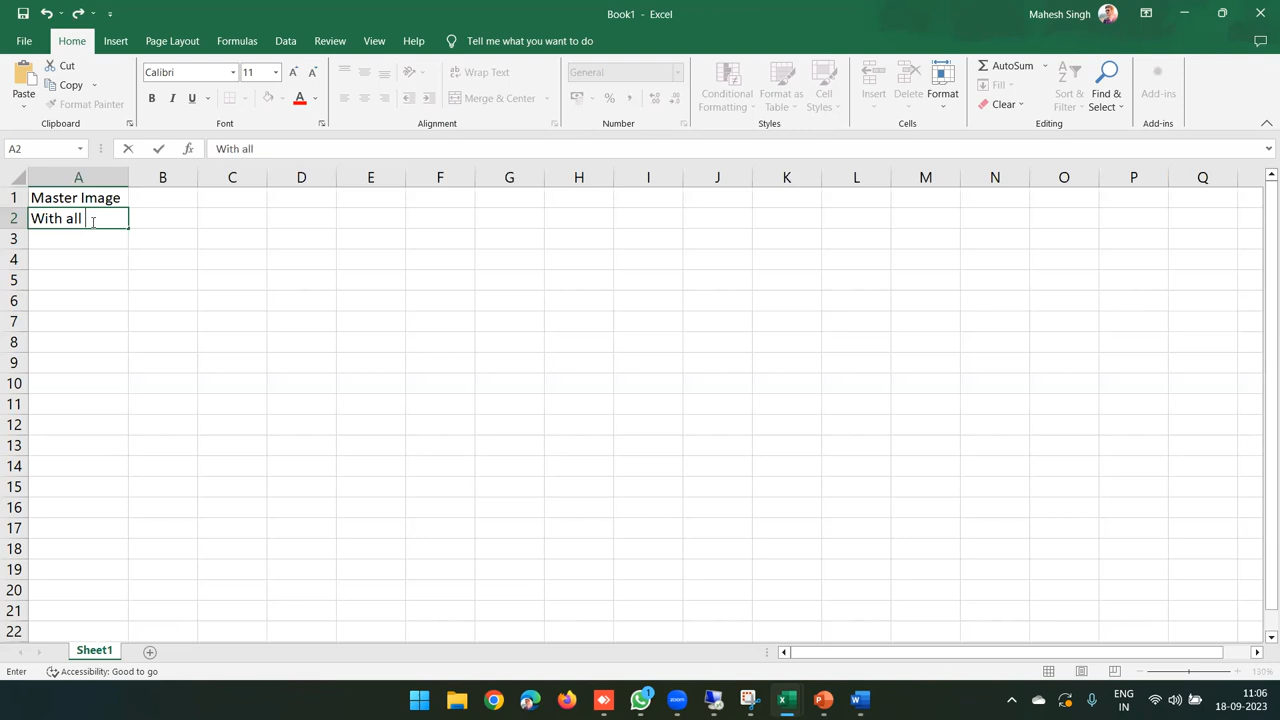 Book1 - Excel
Mahesh Singh
File Home Insert Page Layout Formulas Data Review View Help Tell me what you want to do
Paste
Cut
Copy
Format Painter
Clipboard
Calibri 11 A A
B I U A
Font
Wrap Text
Merge & Center
Alignment
General
% ,
Number
Conditional Formatting
Format as Table
Cell Styles
Styles
Insert
Delete
Format
Cells
AutoSum
Fill
Clear
Sort & Filter
Find & Select
Editing
Add-ins
Add-ins
A2 fx With all
A B C D E F G H I J K L M N O P Q
1 Master Image
2 With all
3
4
5
6
7
8
9
10
11
12
13
14
15
16
17
18
19
20
21
22
Sheet1
Enter Accessibility: Good to go 130%
1 zoom
ENG
IN
11:06
18-09-2023